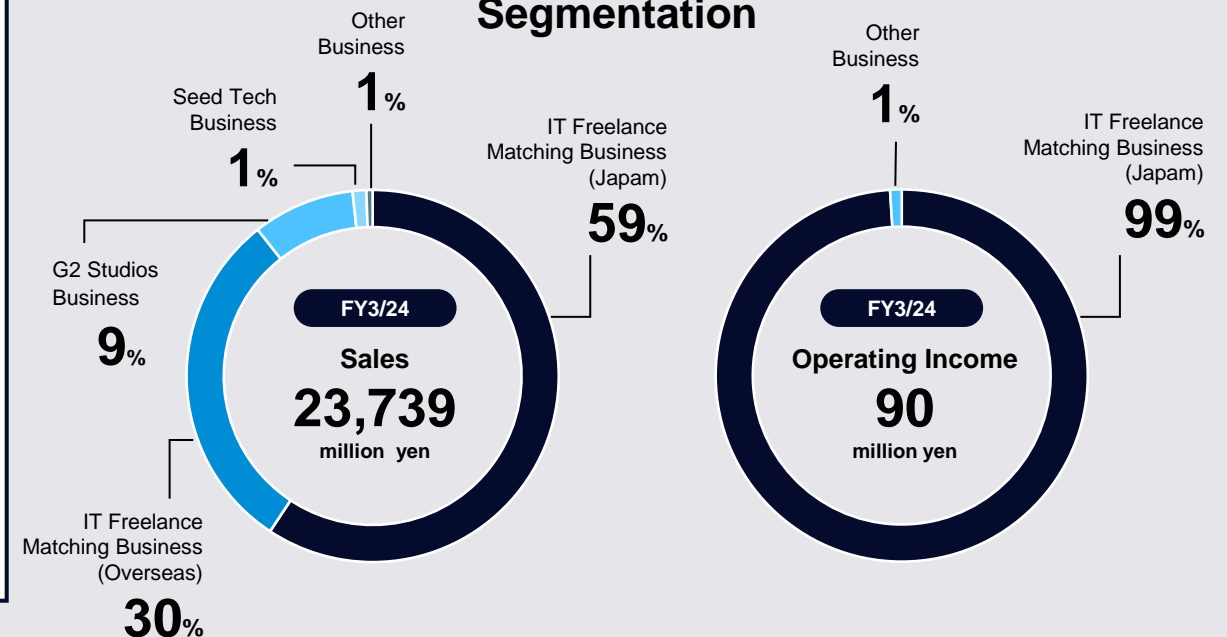 Segmentation
Other
Business
1%
Seed Tech
Business
1%
IT Freelance
Matching Business
(Japam)
59%
G2 Studios
Business
9%
FY3/24
Sales
23,739
million yen
IT Freelance
Matching Business
(Overseas)
30%
Other
Business
1%
IT Freelance
Matching Business
(Japam)
99%
FY3/24
Operating Income
90
million yen